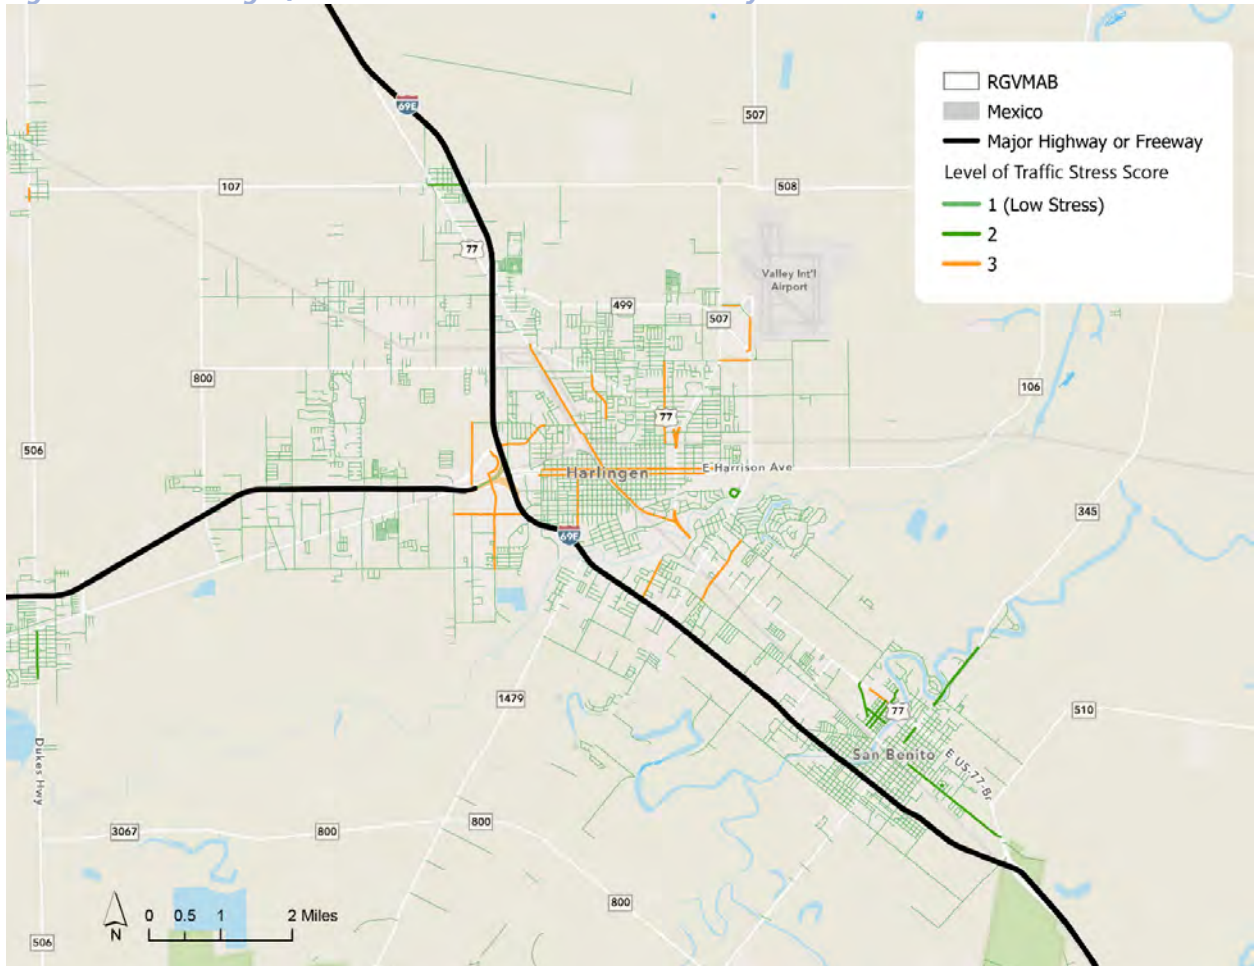 69E
507
RGVMAB
Mexico
Major Highway or Freeway
Level of Traffic Stress Score
1 (Low Stress)
2
3
107
508
77
Valley Int'l
Airport
499
507
800
106
77
506
Harlingen
E Harrison Ave
345
69E
1479
77
510
San Benito
E US-77-Br
Dukes Hwy
3067
800
800
800
0 0.5 1 2 Miles
N
506